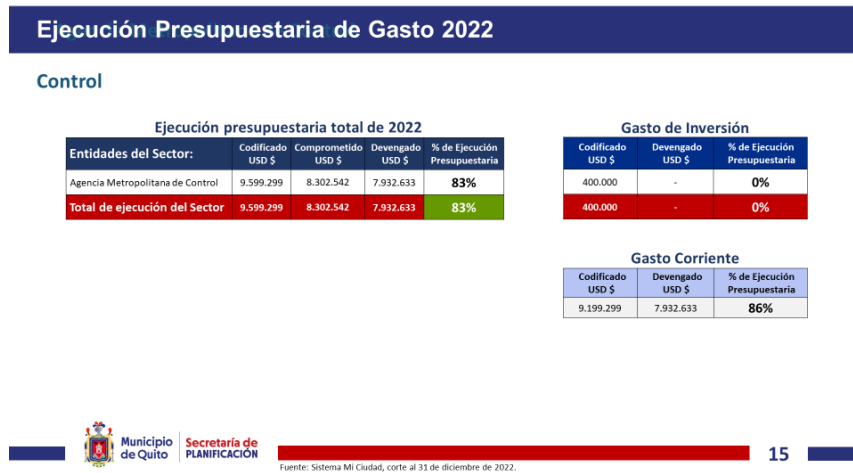 Ejecución Presupuestaria de Gasto 2022
Control
Ejecución presupuestaria total de 2022
Entidades del Sector: Codificado USD $ Comprometido USD $ Devengado USD $ % de Ejecución Presupuestaria
Agencia Metropolitana de Control 9.599.299 8.302.542 7.932.633 83%
Total de ejecución del Sector 9.599.299 8.302.542 7.932.633 83%
Gasto de Inversión
Codificado USD $ Devengado USD $ % de Ejecución Presupuestaria
400.000 - 0%
400.000 - 0%
Gasto Corriente
Codificado USD $ Devengado USD $ % de Ejecución Presupuestaria
9.199.299 7.932.633 86%
Municipio de Quito
Secretaría de PLANIFICACIÓN
Fuente: Sistema Mi Ciudad, corte al 31 de diciembre de 2022.
15